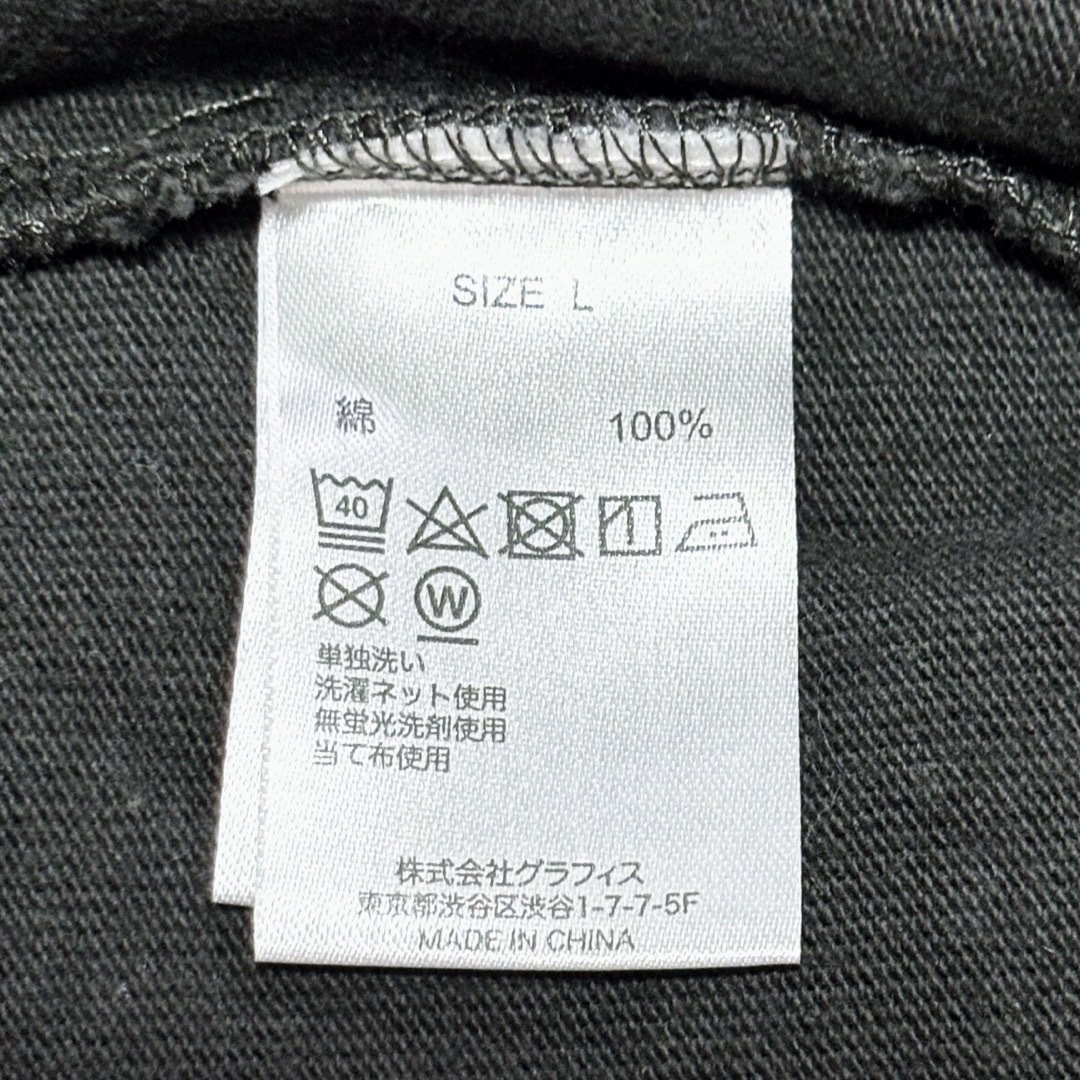 SIZE L
綿 100%
40
W
単独洗い
洗濯ネット使用
無蛍光洗剤使用
当て布使用
株式会社グラフィス
東京都渋谷区渋谷1-7-7-5F
MADE IN CHINA